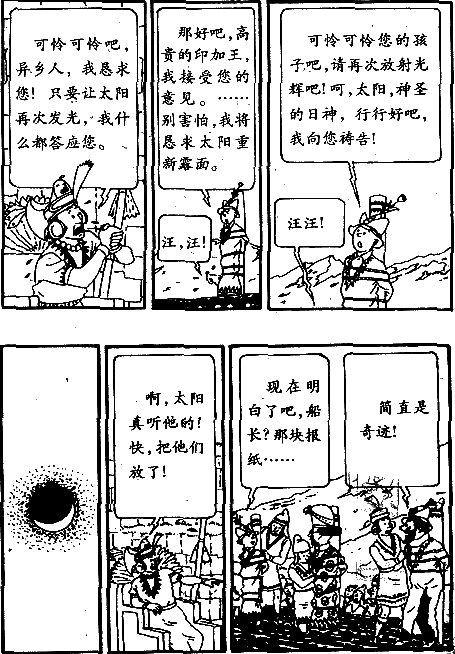 可怜可怜吧，
异乡人，我恳求
您！只要让太阳
再次发光，我什
么都答应您。
那好吧，高
贵的印加王，
我接受您的
意见。……
别害怕，我将
恳求太阳重
新露面。
汪，汪！
可怜可怜您的孩
子吧，请再次放射光
辉吧！呵，太阳，神圣
的日神，行行好吧，
我向您祷告！
汪汪！
啊，太阳
真听他的！
快，把他们
放了！
现在明
白了吧，船
长？那块报
纸……
简直是
奇迹！